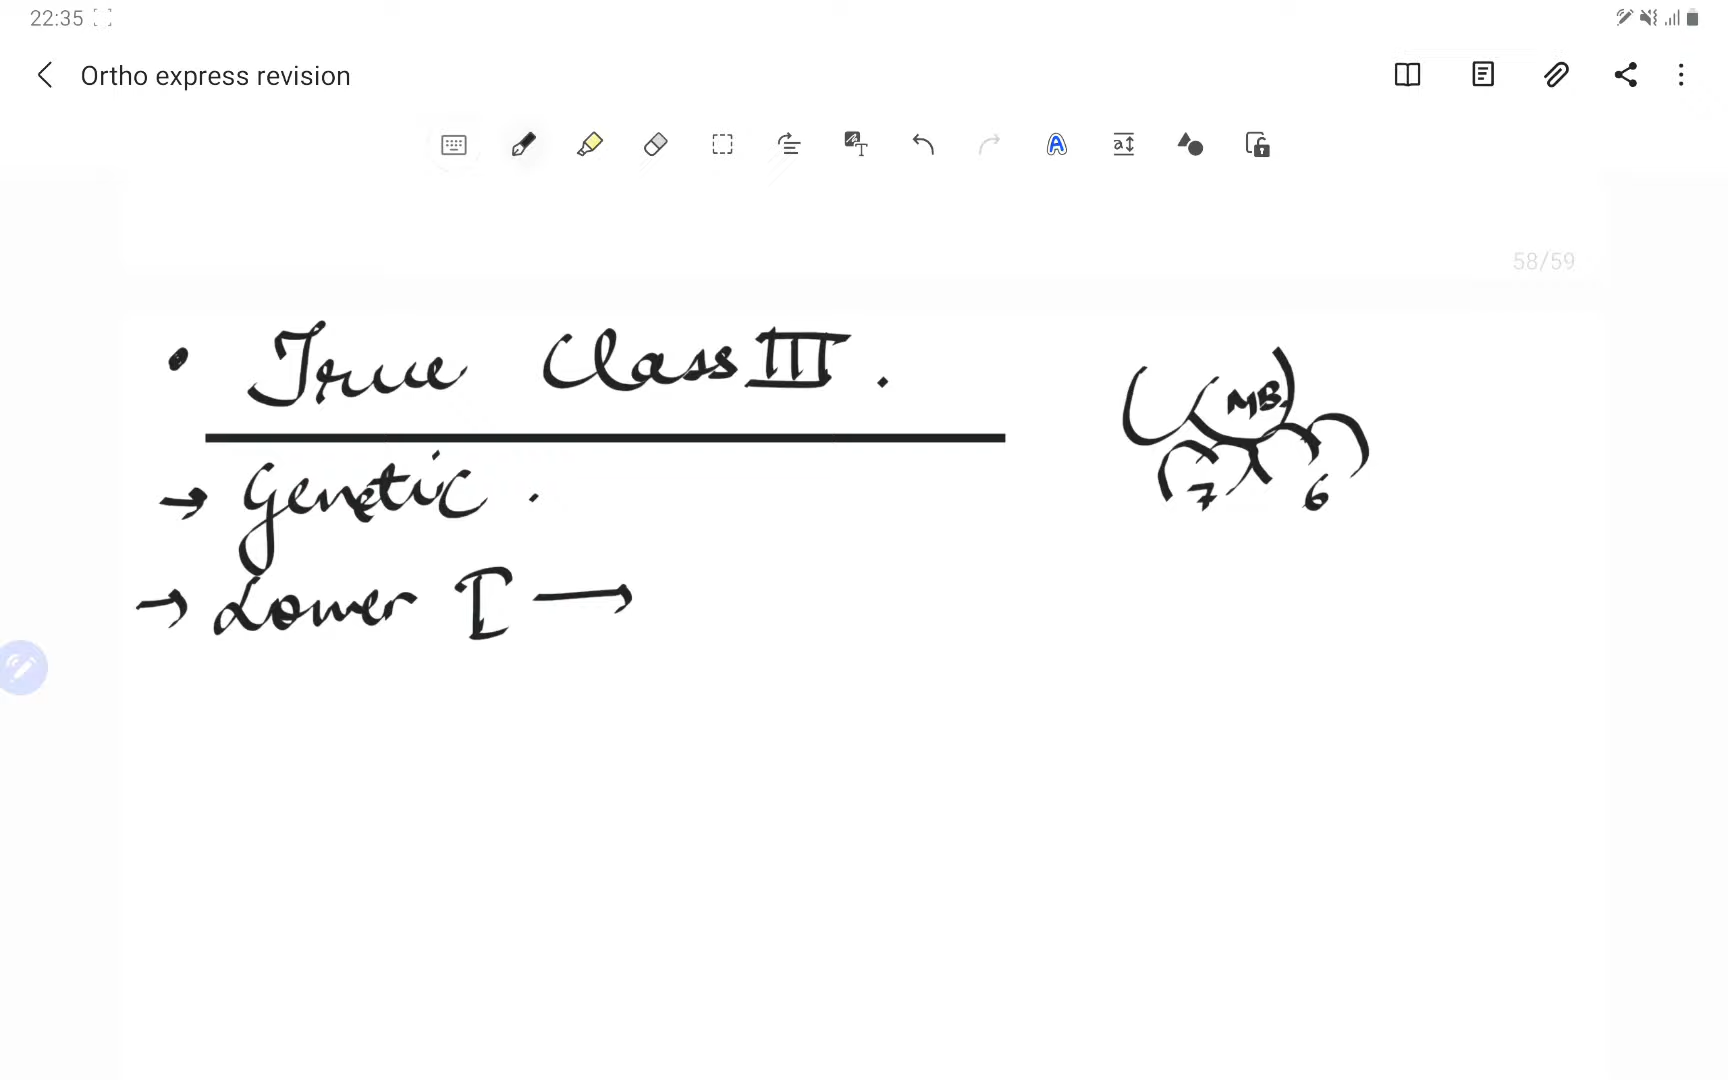 22:35
Ortho express revision
58/59
• True Class III.
→ Genetic.
→ Lower I →
MB
7 6